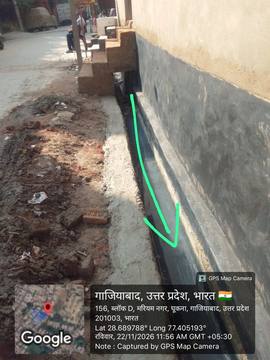 GPS Map Camera
गाजियाबाद, उत्तर प्रदेश, भारत 🇮🇳
156, ब्लॉक D, मरियम नगर, घूकना, गाजियाबाद, उत्तर प्रदेश
201003, भारत
Lat 28.689788° Long 77.405193°
रविवार, 22/11/2026 11:56 AM GMT +05:30
Note : Captured by GPS Map Camera
Google